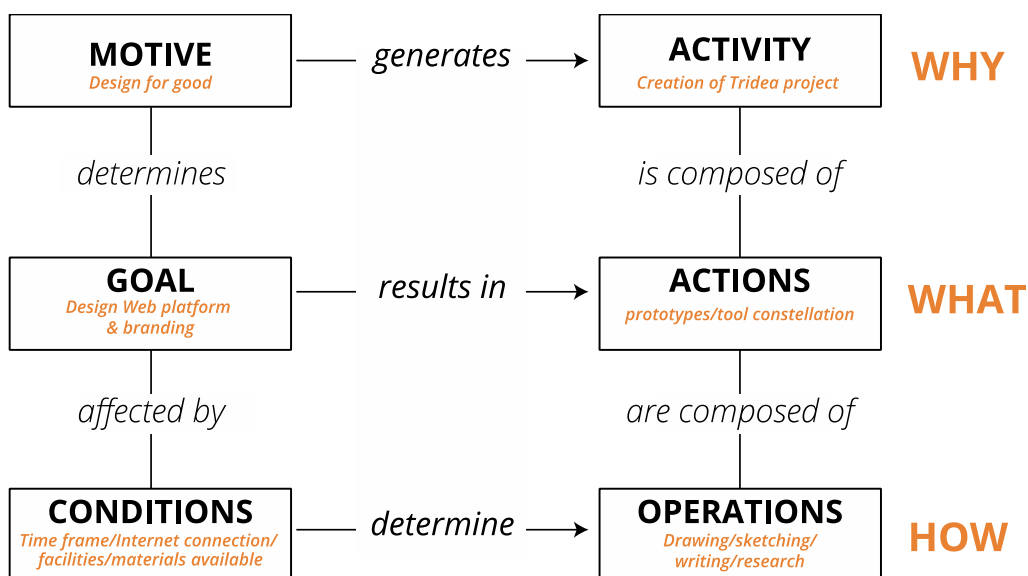 MOTIVE
Design for good
generates
ACTIVITY
Creation of Tridea project
WHY
determines
is composed of
GOAL
Design Web platform
& branding
results in
ACTIONS
prototypes/tool constellation
WHAT
affected by
are composed of
CONDITIONS
Time frame/Internet connection/
facilities/materials available
determine
OPERATIONS
Drawing/sketching/
writing/research
HOW